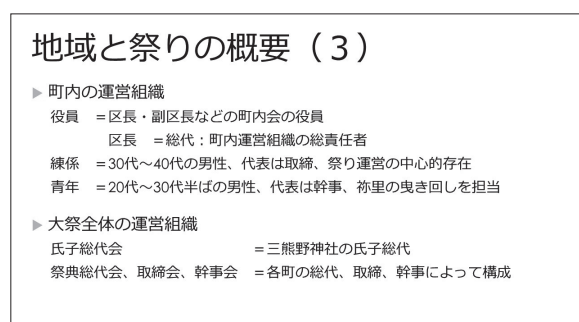 地域と祭りの概要（３）
▶ 町内の運営組織
役員 ＝区長・副区長などの町内会の役員
区長 ＝総代：町内運営組織の総責任者
練係 ＝30代～40代の男性、代表は取締、祭り運営の中心的存在
青年 ＝20代～30代半ばの男性、代表は幹事、祢里の曳き回しを担当
▶ 大祭全体の運営組織
氏子総代会 ＝三熊野神社の氏子総代
祭典総代会、取締会、幹事会 ＝各町の総代、取締、幹事によって構成